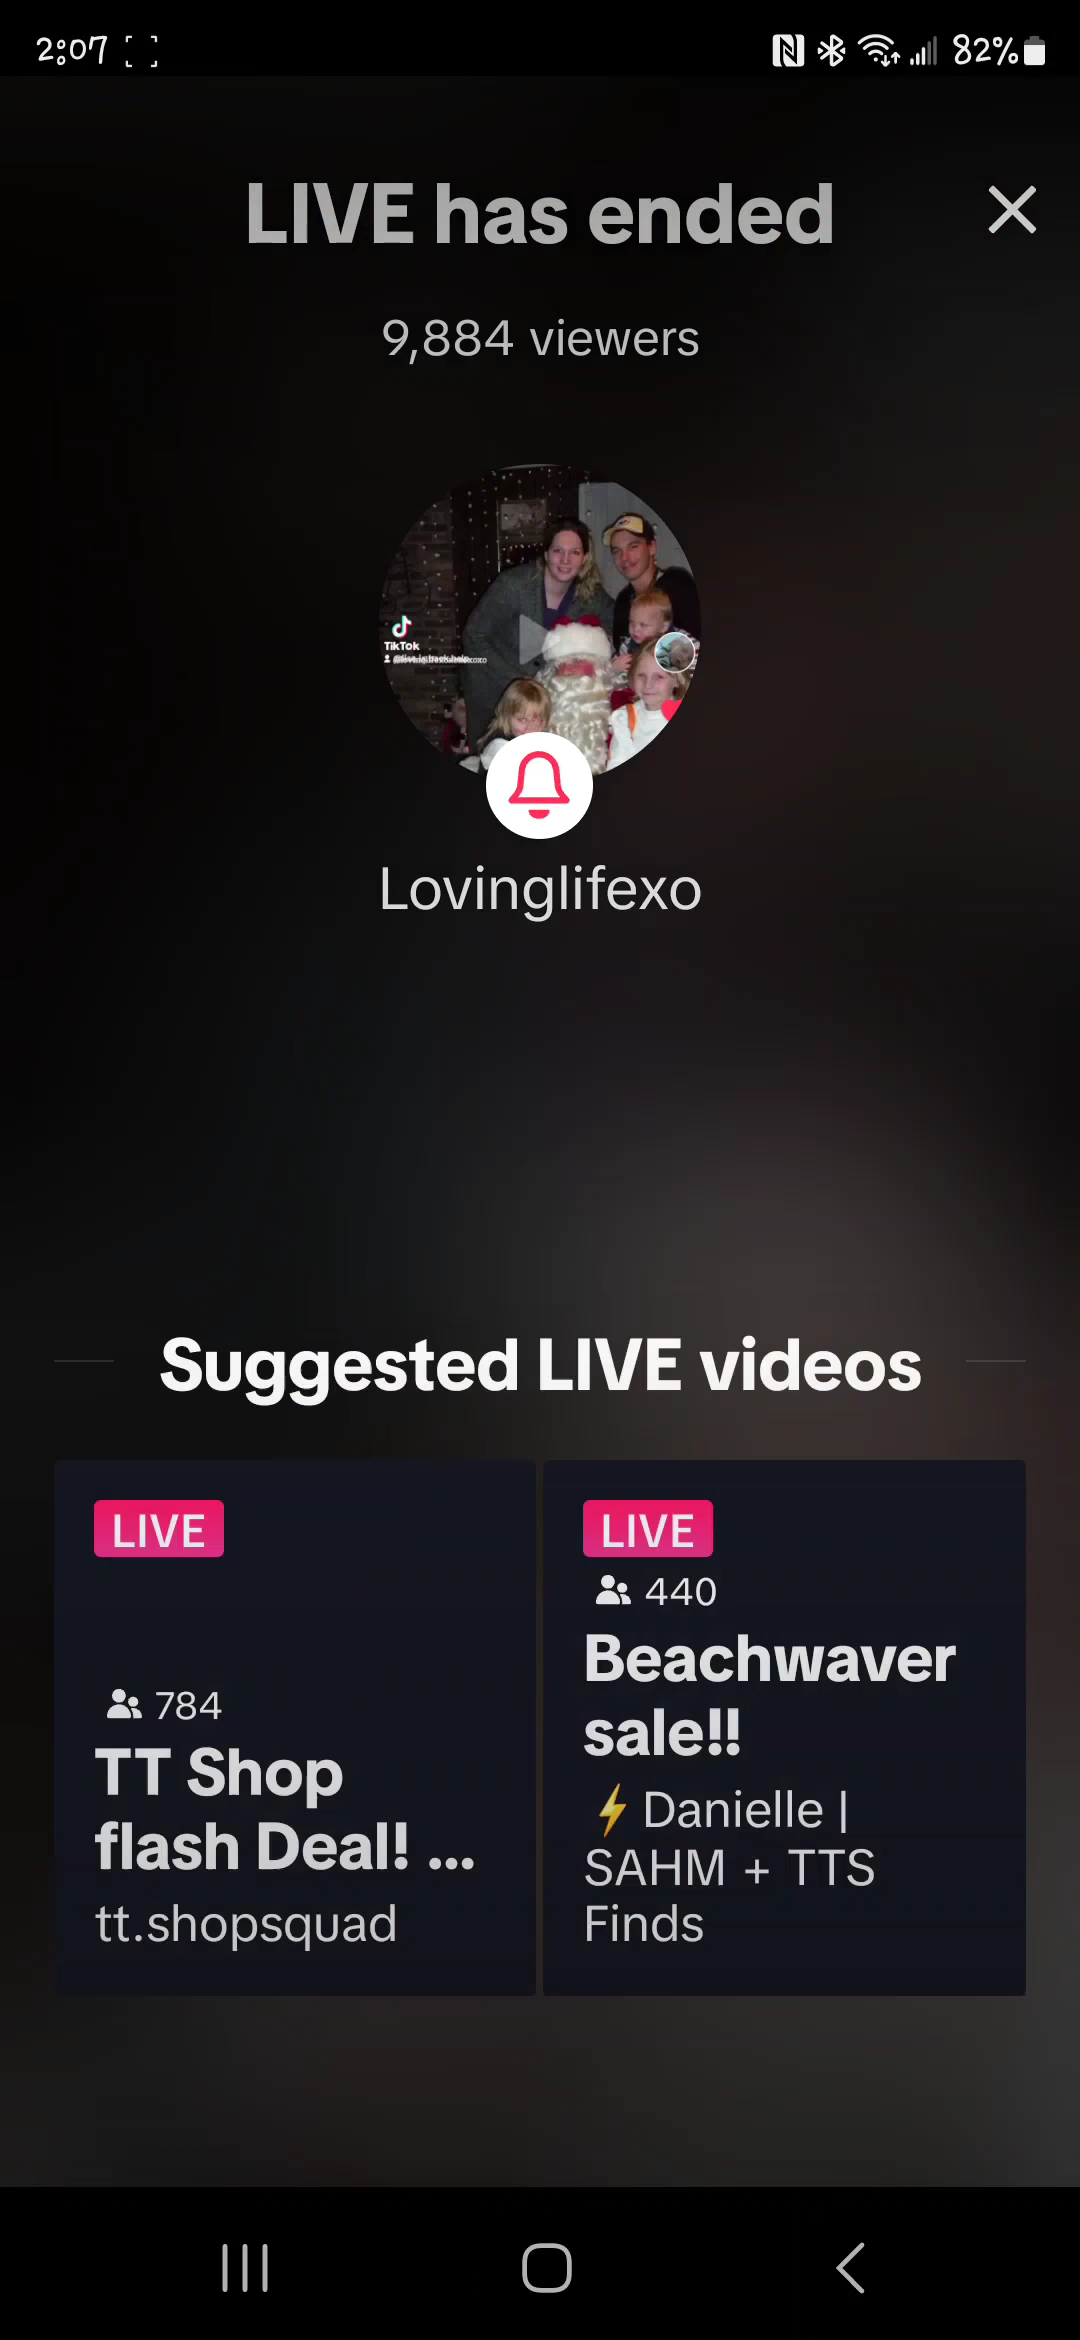 2:07
82%
LIVE has ended
9,884 viewers
TikTok
Lovinglifexo
Suggested LIVE videos
LIVE
784
TT Shop
flash Deal! ...
tt.shopsquad
LIVE
440
Beachwaver
sale!!
⚡ Danielle |
SAHM + TTS
Finds